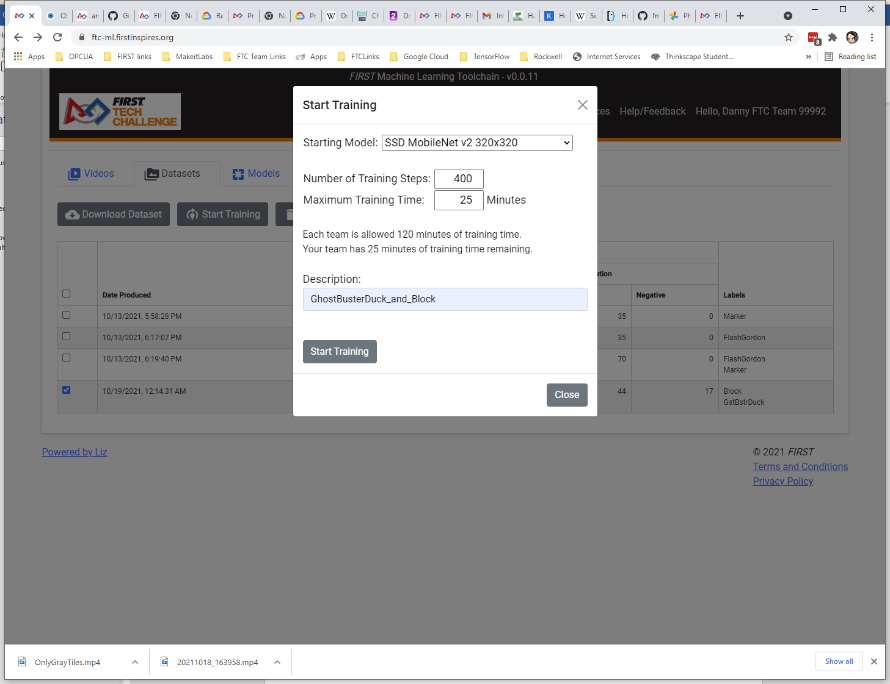 ftc-ml.firstinspires.org
Apps OPCUA FIRST links MakeitLabs FTC Team Links Apps FTCLinks Google Cloud TensorFlow Rockwell Internet Services Thinkscape Student... » Reading list
FIRST Machine Learning Toolchain - v0.0.11
FIRST
TECH
CHALLENGE
Help/Feedback Hello, Danny FTC Team 99992
Videos Datasets Models
Download Dataset Start Training
Start Training
Starting Model: SSD MobileNet v2 320x320
Number of Training Steps: 400
Maximum Training Time: 25 Minutes
Each team is allowed 120 minutes of training time.
Your team has 25 minutes of training time remaining.
Description:
GhostBusterDuck_and_Block
Start Training
Close
Date Produced Negative Labels
10/13/2021, 5:58:28 PM 35 0 Marker
10/13/2021, 6:17:07 PM 35 0 FlashGordon
10/13/2021, 6:19:40 PM 70 0 FlashGordon
Marker
10/19/2021, 12:14:31 AM 44 17 Block
GstBstrDuck
Powered by Liz
© 2021 FIRST
Terms and Conditions
Privacy Policy
OnlyGrayTiles.mp4 20211018_163958.mp4 Show all